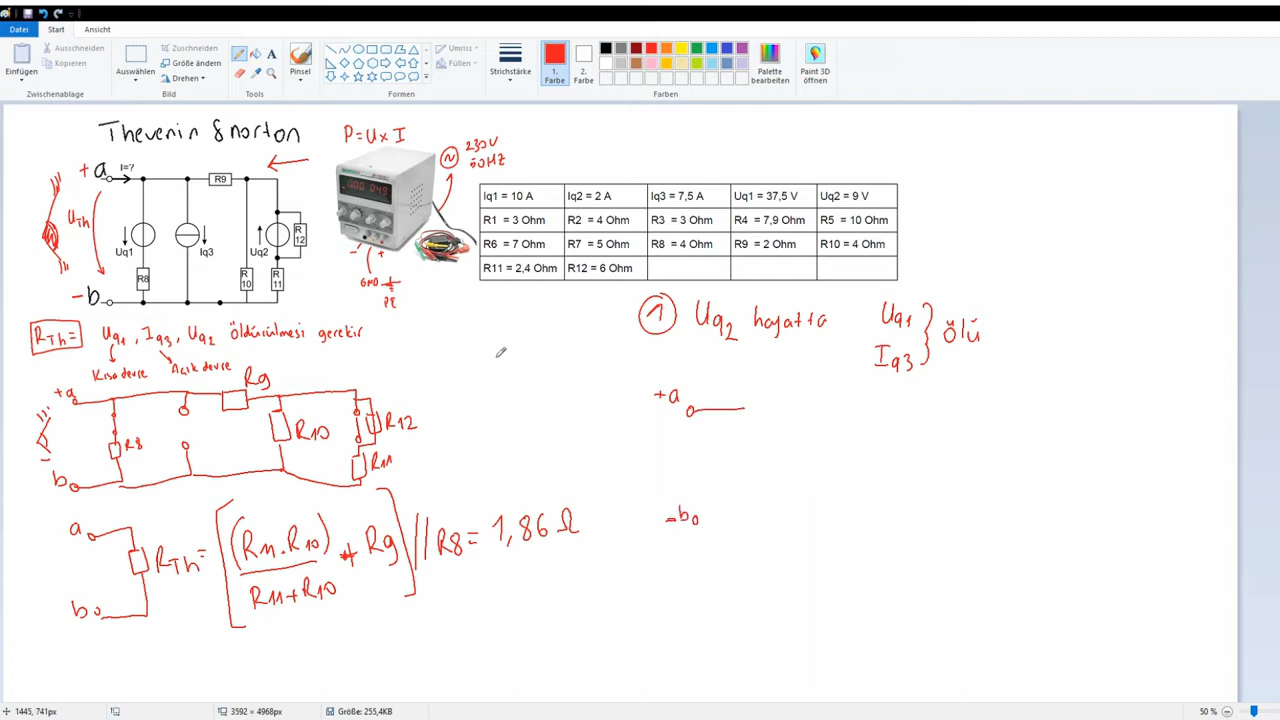 Datei Start Ansicht
Einfügen
Ausschneiden
Kopieren
Zwischenablage
Auswählen
Zuschneiden
Größe ändern
Drehen
Bild
A
Tools
Pinsel
Formen
Umriss
Füllen
Strichstärke
1. Farbe
2. Farbe
Farben
Palette bearbeiten
Paint 3D öffnen
Thevenin & norton
P=U×I
230V
50HZ
+a I=?
R9
UTh
Uq1
Iq3
Uq2
R 12
R8
R 10
R 11
-b
- +
GND
PE
Iq1 = 10 A Iq2 = 2 A Iq3 = 7,5 A Uq1 = 37,5 V Uq2 = 9 V
R1 = 3 Ohm R2 = 4 Ohm R3 = 3 Ohm R4 = 7,9 Ohm R5 = 10 Ohm
R6 = 7 Ohm R7 = 5 Ohm R8 = 4 Ohm R9 = 2 Ohm R10 = 4 Ohm
R11 = 2,4 Ohm R12 = 6 Ohm
RTh= Uq1, Iq3, Uq2 öldürülmesi gerekir
Kısadevre Açık devre
+a
R9
R8
R10
R12
R11
b
a
b
RTh= [(R11.R10)/(R11+R10) + R9] // R8 = 1,86 Ω
1 Uq2 hayatta Uq1
Iq3 } ölü
+a
-b
1445, 741px
3592 × 4968px
Größe: 255,4KB
50 %